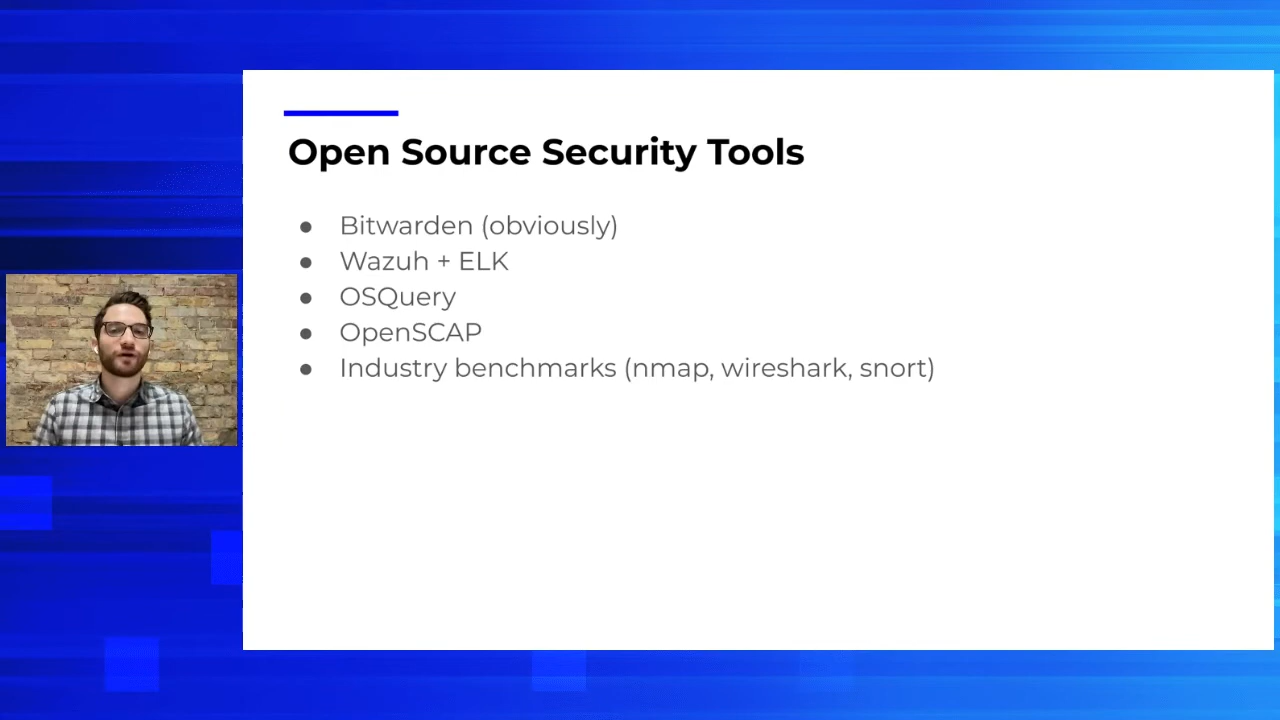 Open Source Security Tools
● Bitwarden (obviously)
● Wazuh + ELK
● OSQuery
● OpenSCAP
● Industry benchmarks (nmap, wireshark, snort)